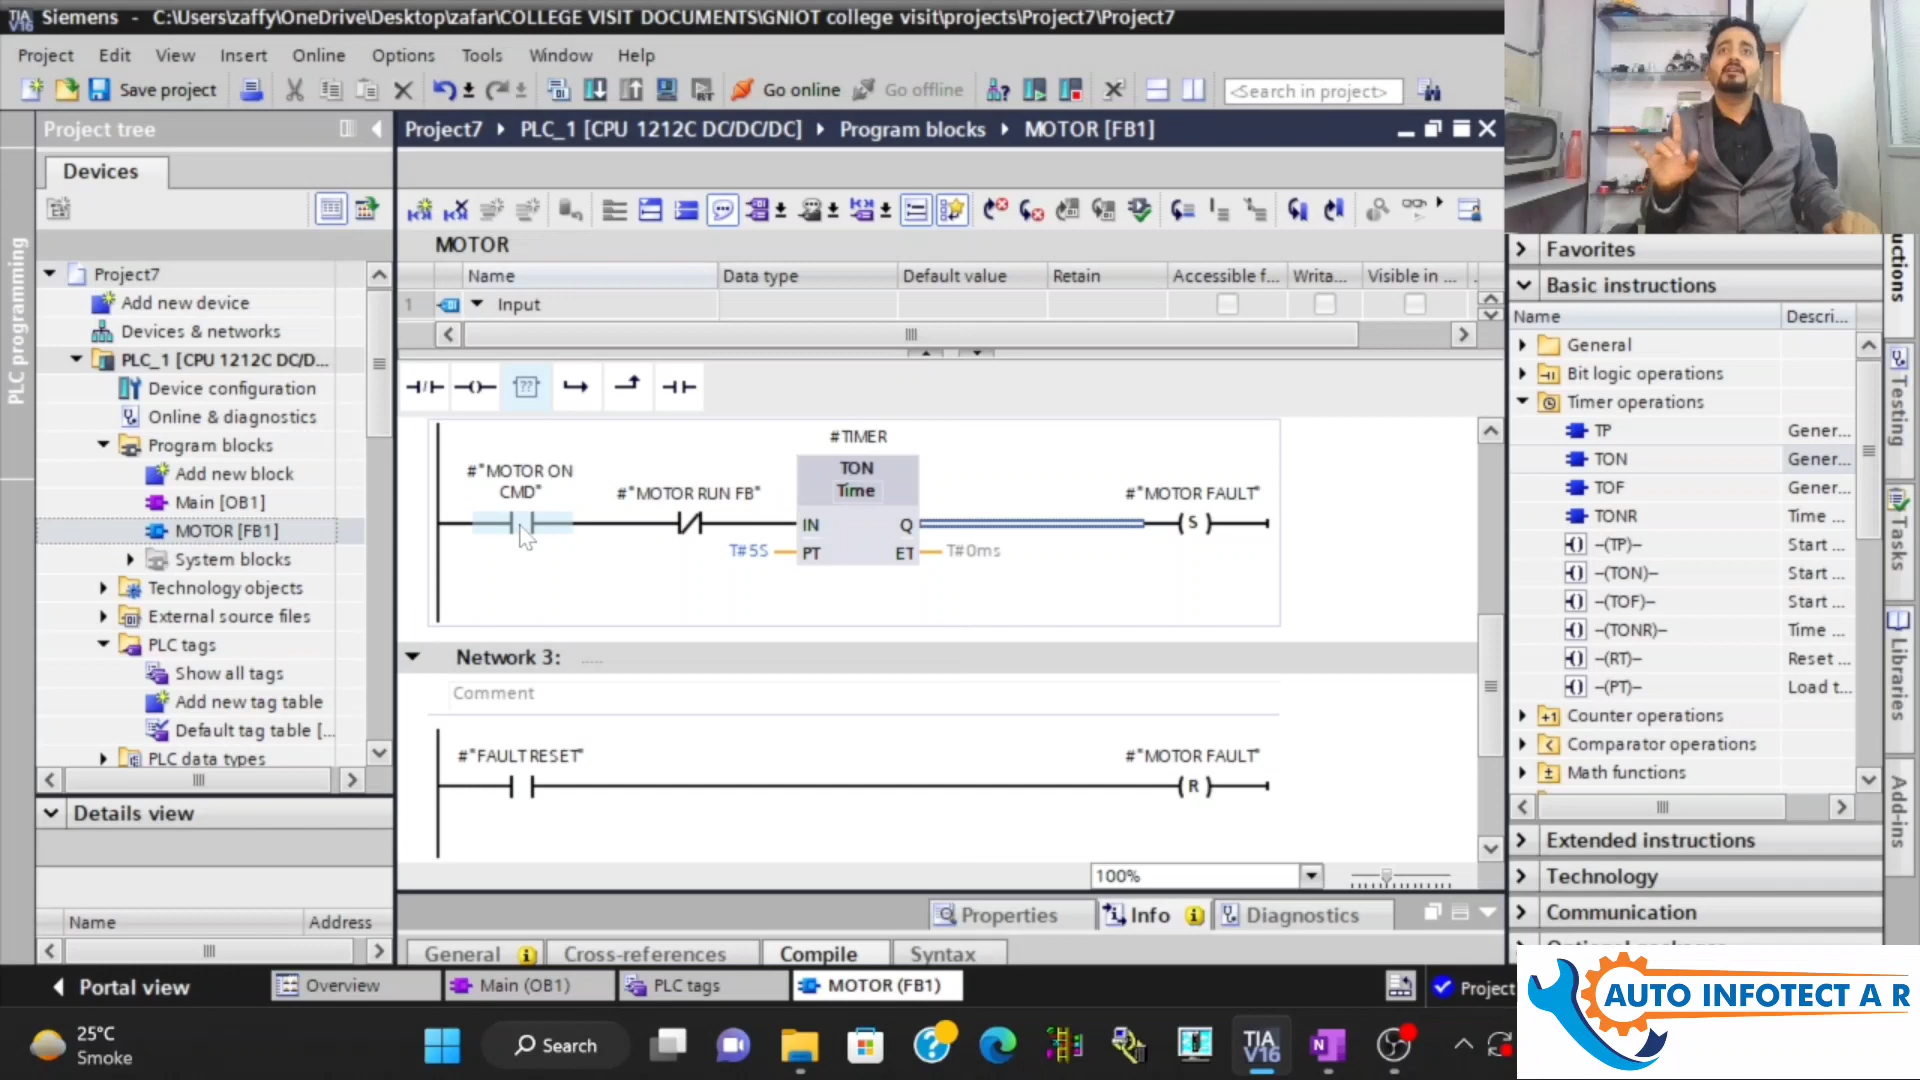 TIA V16 Siemens - C:\Users\zaffy\OneDrive\Desktop\zafar\COLLEGE VISIT DOCUMENTS\GNIOT college visit\projects\Project7\Project7
Project Edit View Insert Online Options Tools Window Help
Save project Go online Go offline <Search in project>
Project tree
Project7 PLC_1 [CPU 1212C DC/DC/DC] Program blocks MOTOR [FB1]
Devices
PLC programming
MOTOR
Name Data type Default value Retain Accessible f... Writa... Visible in ...
1 Input
Project7
Add new device
Devices & networks
PLC_1 [CPU 1212C DC/D...
Device configuration
Online & diagnostics
Program blocks
Add new block
Main [OB1]
MOTOR [FB1]
System blocks
Technology objects
External source files
PLC tags
Show all tags
Add new tag table
Default tag table [...
PLC data types
Details view
Name Address
??
#TIMER
TON
Time
#"MOTOR ON
CMD"
#"MOTOR RUN FB"
#"MOTOR FAULT"
IN Q
S
T#5S PT ET T#0ms
Network 3: .....
Comment
#"FAULT RESET" #"MOTOR FAULT"
R
100%
Properties Info Diagnostics
General Cross-references Compile Syntax
Favorites
Basic instructions
Name Descri...
General
Bit logic operations
Timer operations
TP Gener...
TON Gener...
TOF Gener...
TONR Time ...
-(TP)- Start ...
-(TON)- Start ...
-(TOF)- Start ...
-(TONR)- Time ...
-(RT)- Reset ...
-(PT)- Load t...
Counter operations
Comparator operations
Math functions
Extended instructions
Technology
Communication
uctions
Testing
Tasks
Libraries
Add-ins
Portal view Overview Main (OB1) PLC tags MOTOR (FB1) Project
AUTO INFOTECT A R
25°C
Smoke
Search
TIA
V16